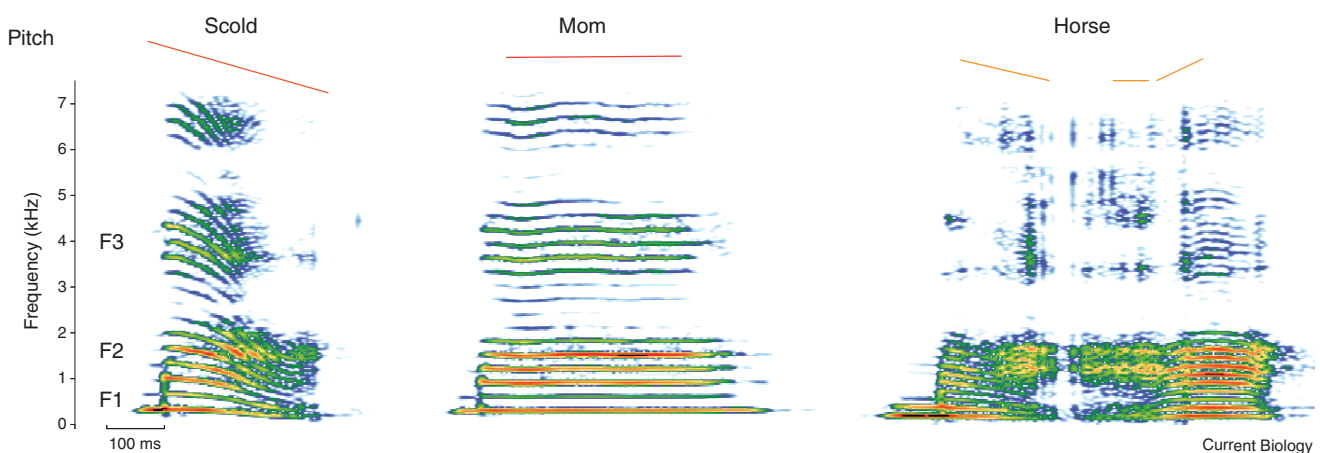 Scold
Mom
Horse
Pitch
Frequency (kHz)
7
6
5
4
3
2
1
0
F3
F2
F1
100 ms
Current Biology